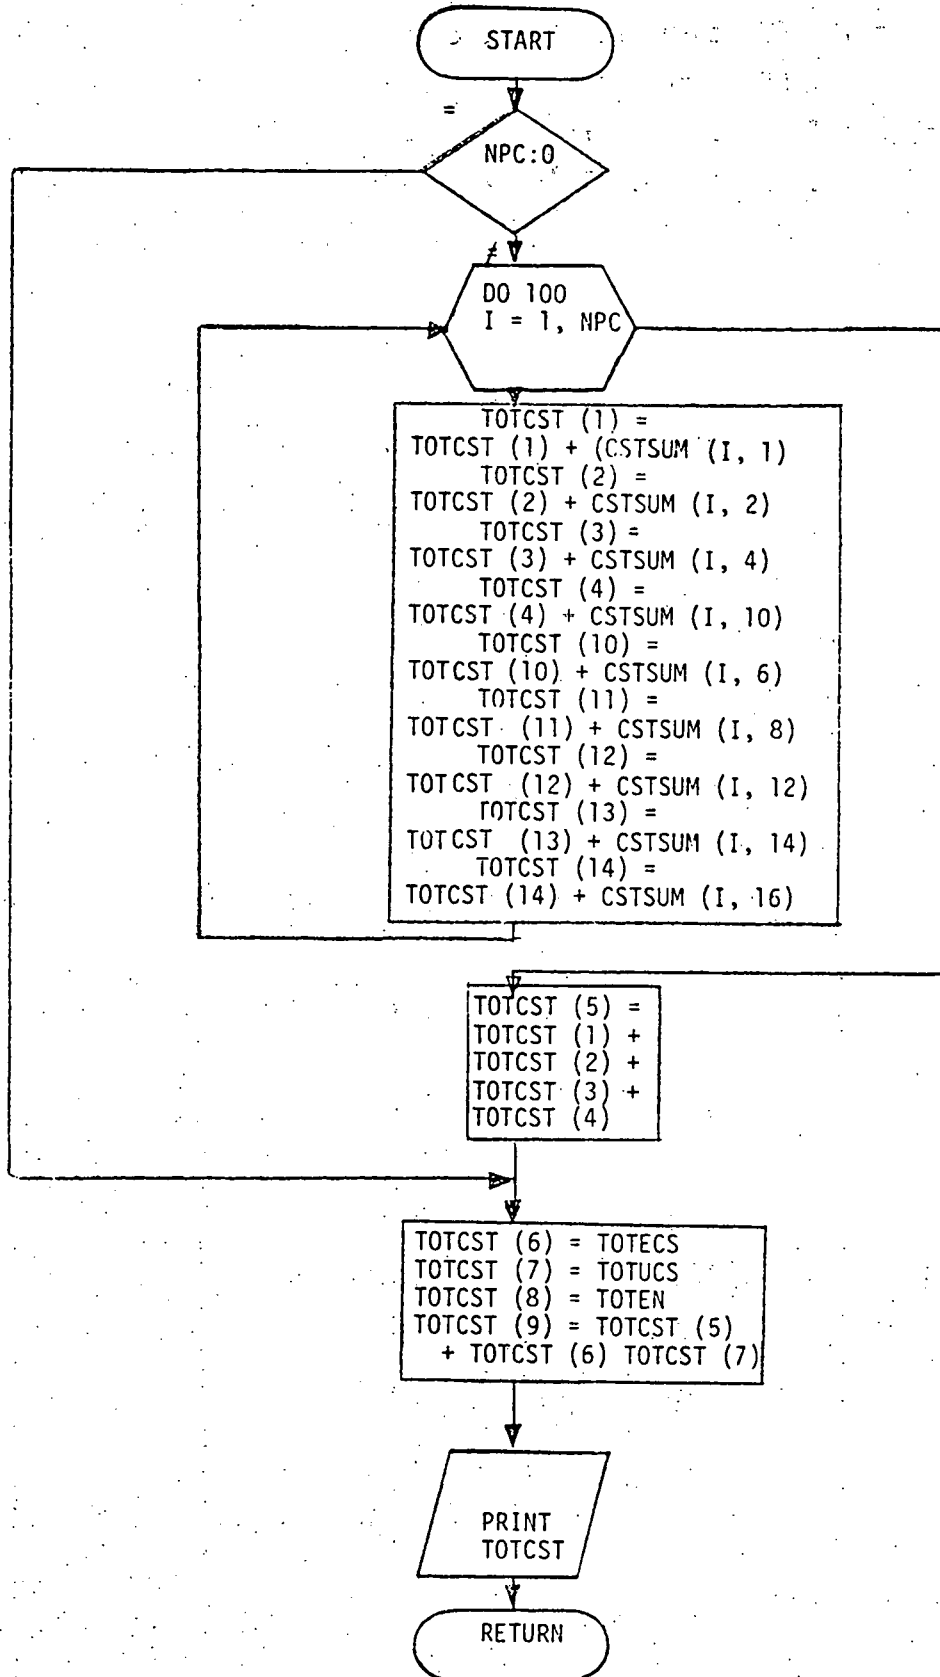 START
=
NPC:0
≠
DO 100
I = 1, NPC
TOTCST (1) =
TOTCST (1) + (CSTSUM (I, 1)
TOTCST (2) =
TOTCST (2) + CSTSUM (I, 2)
TOTCST (3) =
TOTCST (3) + CSTSUM (I, 4)
TOTCST (4) =
TOTCST (4) + CSTSUM (I, 10)
TOTCST (10) =
TOTCST (10) + CSTSUM (I, 6)
TOTCST (11) =
TOTCST (11) + CSTSUM (I, 8)
TOTCST (12) =
TOTCST (12) + CSTSUM (I, 12)
TOTCST (13) =
TOTCST (13) + CSTSUM (I, 14)
TOTCST (14) =
TOTCST (14) + CSTSUM (I, 16)
TOTCST (5) =
TOTCST (1) +
TOTCST (2) +
TOTCST (3) +
TOTCST (4)
TOTCST (6) = TOTECS
TOTCST (7) = TOTUCS
TOTCST (8) = TOTEN
TOTCST (9) = TOTCST (5)
+ TOTCST (6) TOTCST (7)
PRINT
TOTCST
RETURN